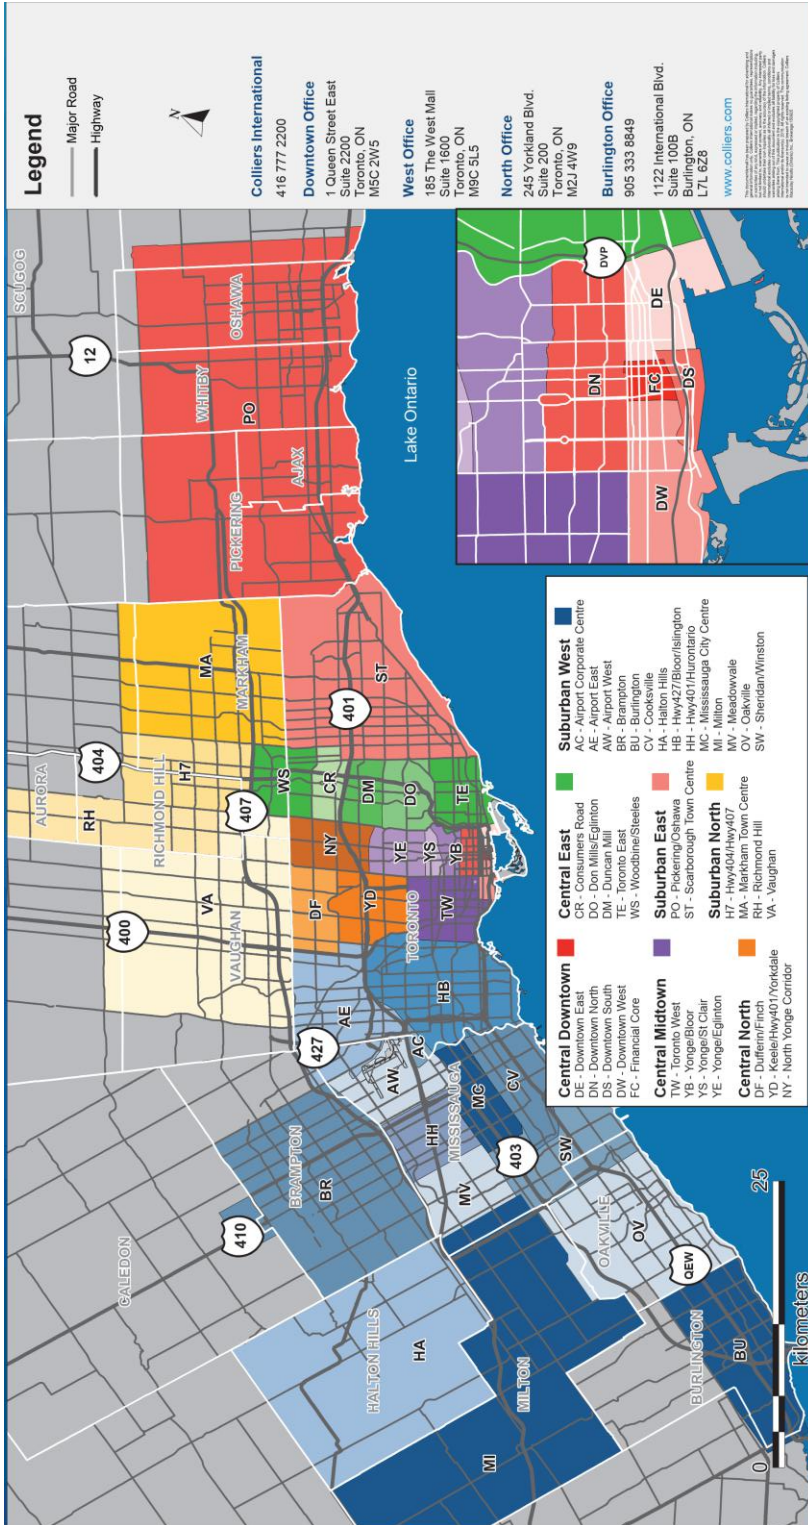 SCUGOG
12
AURORA
404
RH
RICHMOND HILL
H7
407
400
VA
VAUGHAN
MA
MARKHAM
WHITBY
OSHAWA
PO
PICKERING
AJAX
CALEDON
410
BRAMPTON
BR
427
AE
AW
AC
HALTON HILLS
HA
DF
NY
WS
CR
401
ST
YD
YE
DM
DO
YS
YB
TE
TW
TORONTO
HB
HH
MISSISSAUGA
MC
CV
MV
403
SW
MI
MILTON
OAKVILLE
OV
QEW
BURLINGTON
BU
Lake Ontario
0
25
kilometers
Central Downtown
DE - Downtown East
DN - Downtown North
DS - Downtown South
DW - Downtown West
FC - Financial Core
Central Midtown
TW - Toronto West
YB - Yonge/Bloor
YS - Yonge/St Clair
YE - Yonge/Eglinton
Central North
DF - Dufferin/Finch
YD - Keele/Hwy401/Yorkdale
NY - North Yonge Corridor
Central East
CR - Consumers Road
DO - Don Mills/Eglinton
DM - Duncan Mill
TE - Toronto East
WS - Woodbine/Steeles
Suburban East
PO - Pickering/Oshawa
ST - Scarborough Town Centre
Suburban North
H7 - Hwy404/Hwy407
MA - Markham Town Centre
RH - Richmond Hill
VA - Vaughan
Suburban West
AC - Airport Corporate Centre
AE - Airport East
AW - Airport West
BR - Brampton
BU - Burlington
CV - Cooksville
HA - Halton Hills
HB - Hwy427/Bloor/Islington
HH - Hwy401/Hurontario
MC - Mississauga City Centre
MI - Milton
MV - Meadowvale
OV - Oakville
SW - Sheridan/Winston
DVP
DN
DE
FC
DS
DW
Legend
Major Road
Highway
N
Colliers International
416 777 2200
Downtown Office
1 Queen Street East
Suite 2200
Toronto, ON
M5C 2W5
West Office
185 The West Mall
Suite 1600
Toronto, ON
M9C 5L5
North Office
245 Yorkland Blvd.
Suite 200
Toronto, ON
M2J 4W9
Burlington Office
905 333 8849
1122 International Blvd.
Suite 100B
Burlington, ON
L7L 6Z8
www.colliers.com